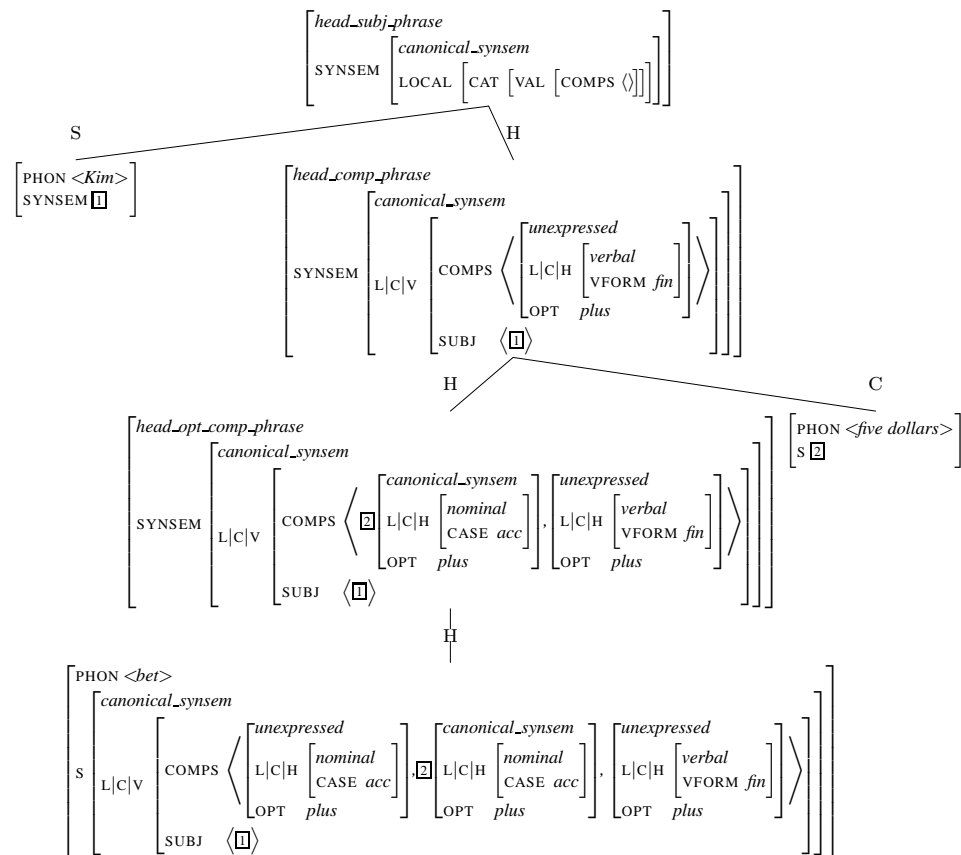 head_subj_phrase
canonical_synsem
SYNSEM LOCAL [CAT [VAL [COMPS ⟨⟩]]]
S H
PHON <Kim>
SYNSEM 1
head_comp_phrase
canonical_synsem
unexpressed
verbal
SYNSEM L|C|V COMPS L|C|H VFORM fin
OPT plus
SUBJ ⟨1⟩
H C
head_opt_comp_phrase
canonical_synsem
PHON <five dollars>
S 2
canonical_synsem unexpressed
nominal verbal
SYNSEM L|C|V COMPS ⟨ 2 L|C|H CASE acc , L|C|H VFORM fin ⟩
OPT plus OPT plus
SUBJ ⟨1⟩
H
PHON <bet>
canonical_synsem
unexpressed canonical_synsem unexpressed
nominal nominal verbal
S L|C|V COMPS ⟨ L|C|H CASE acc , 2 L|C|H CASE acc , L|C|H VFORM fin ⟩
OPT plus OPT plus OPT plus
SUBJ ⟨1⟩